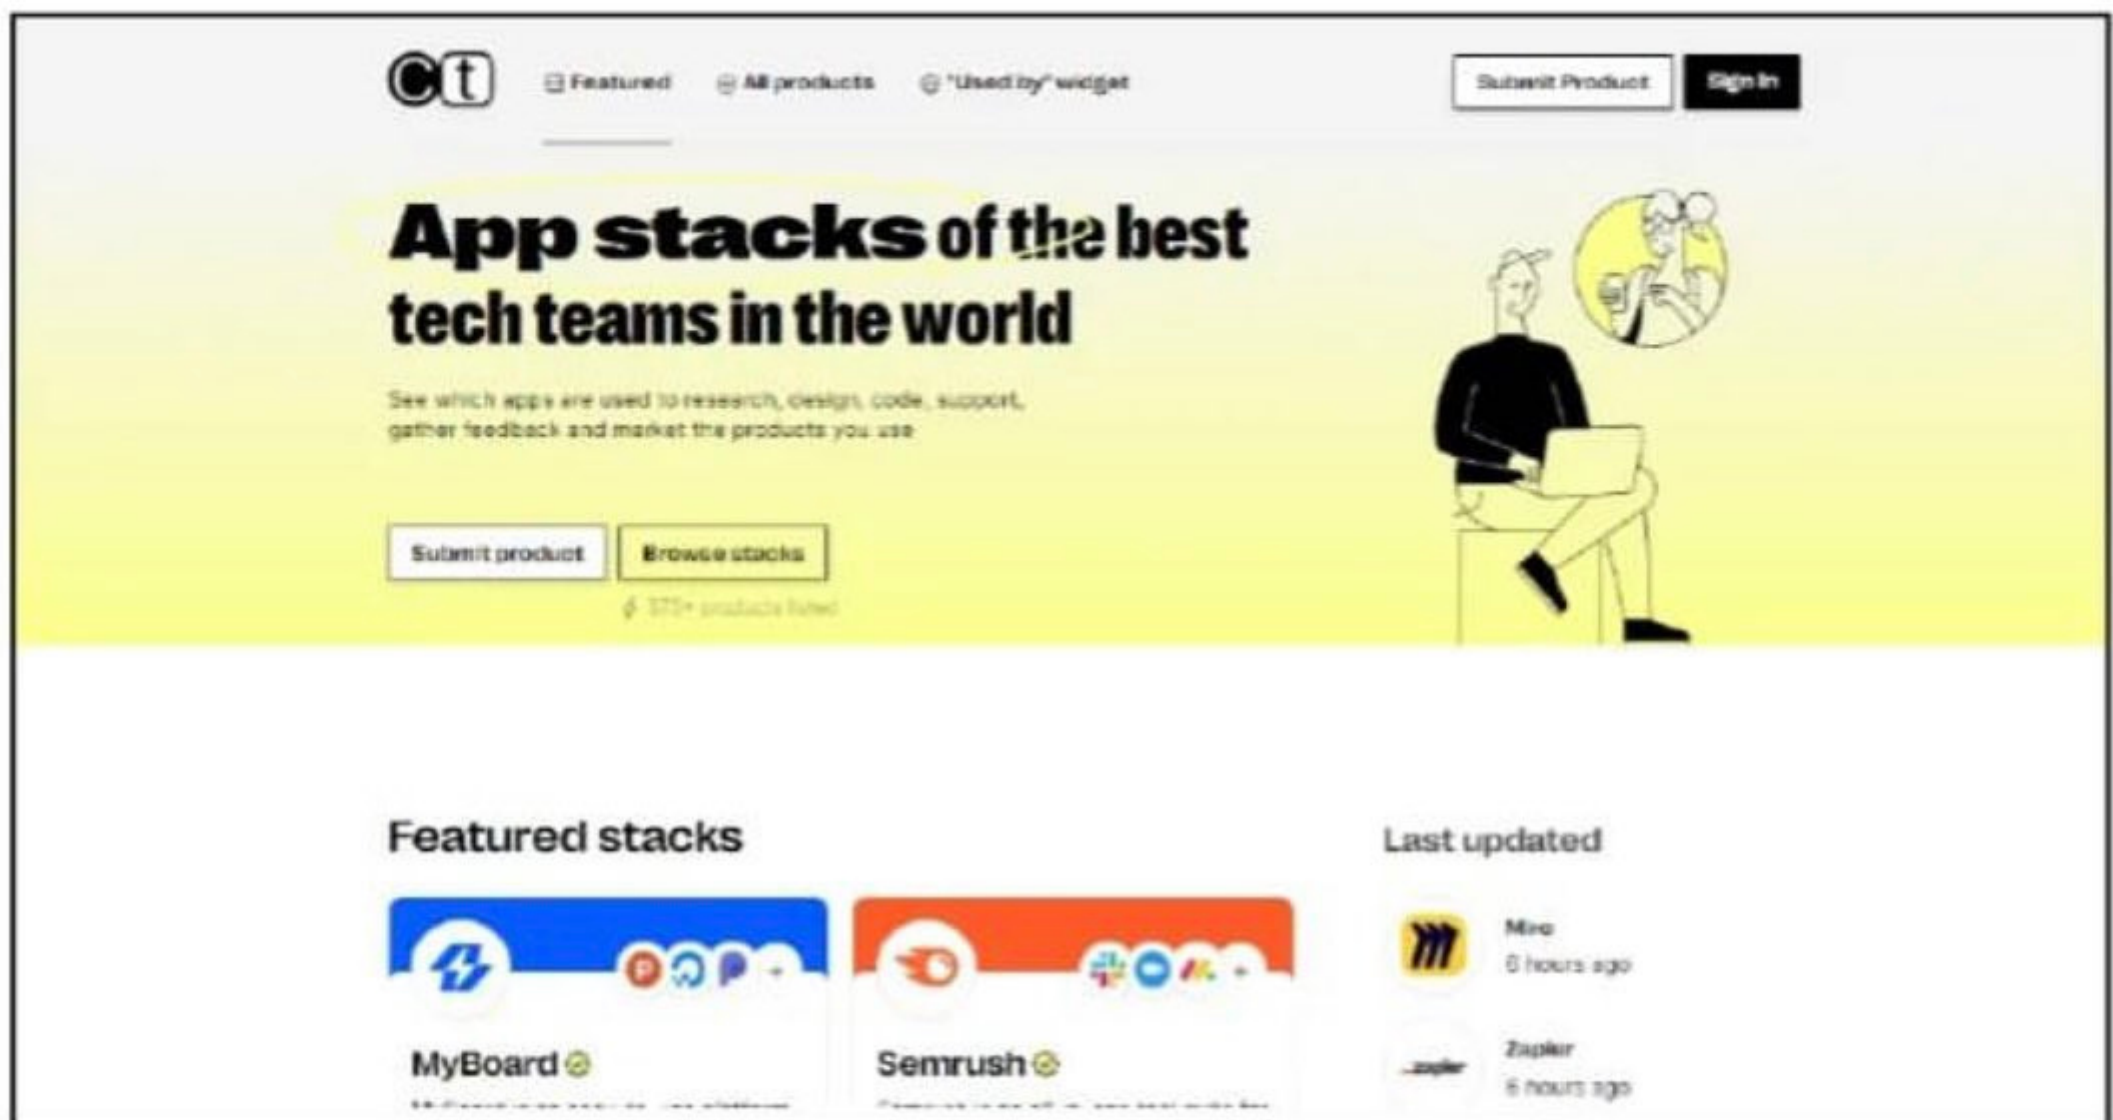 Ct
Featured
All products
"Used by" widget
Submit Product
Sign In
App stacks of the best
tech teams in the world
See which apps are used to research, design, code, support,
gather feedback and market the products you use
Submit product
Browse stacks
products listed
Featured stacks
Last updated
Miro
6 hours ago
MyBoard
Semrush
zapier
Zapier
6 hours ago